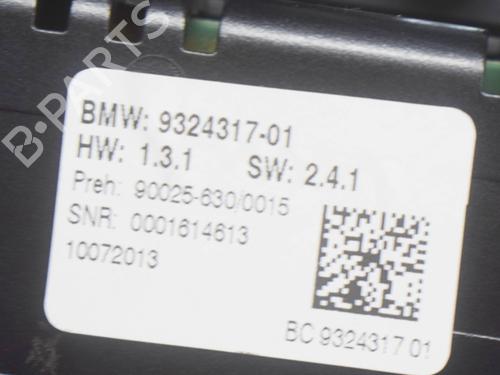 BMW: 9324317-01
HW: 1.3.1 SW: 2.4.1
Preh: 90025-630/0015
SNR: 0001614613
10072013
BC 9324317 01
B-PARTS